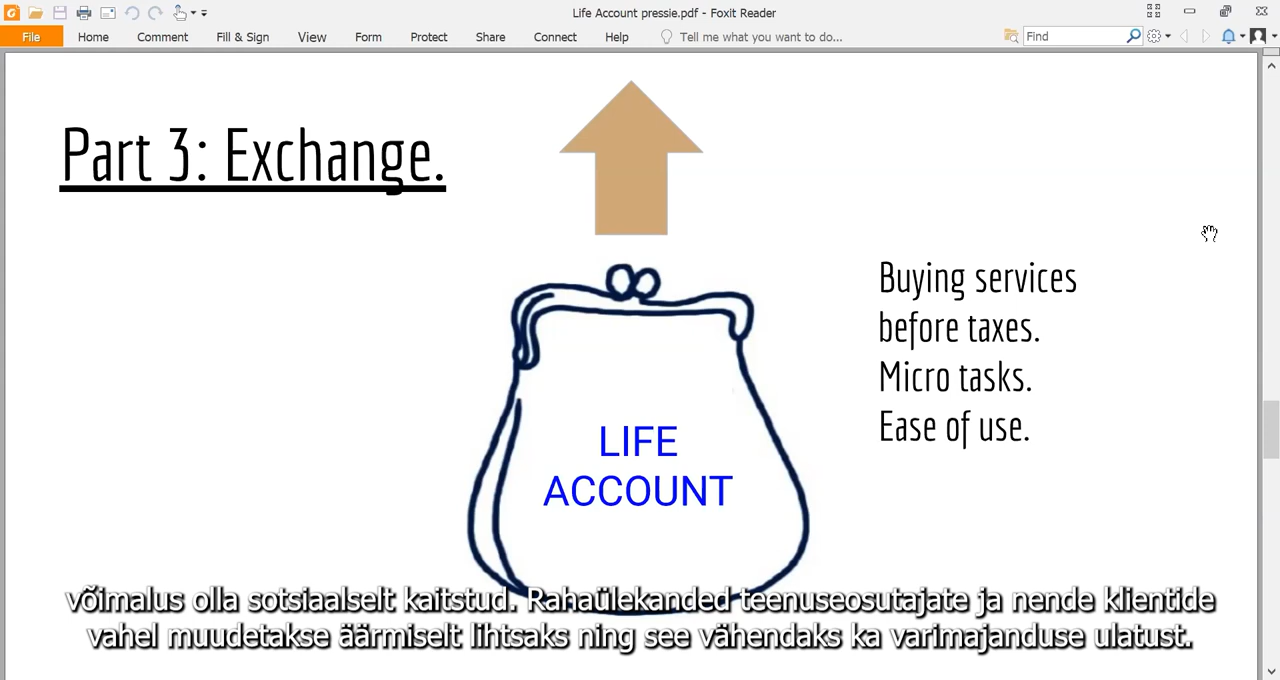 Life Account pressie.pdf - Foxit Reader
File Home Comment Fill & Sign View Form Protect Share Connect Help Tell me what you want to do... Find
Part 3: Exchange.
Buying services
before taxes.
Micro tasks.
Ease of use.
LIFE
ACCOUNT
võimalus olla sotsiaalselt kaitstud. Rahaülekanded teenuseosutajate ja nende klientide
vahel muudetakse äärmiselt lihtsaks ning see vähendaks ka varimajanduse ulatust.